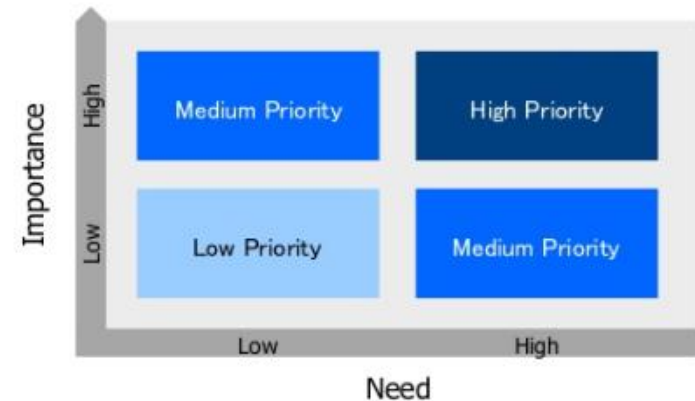 Importance
High
Low
Medium Priority
High Priority
Low Priority
Medium Priority
Low
High
Need